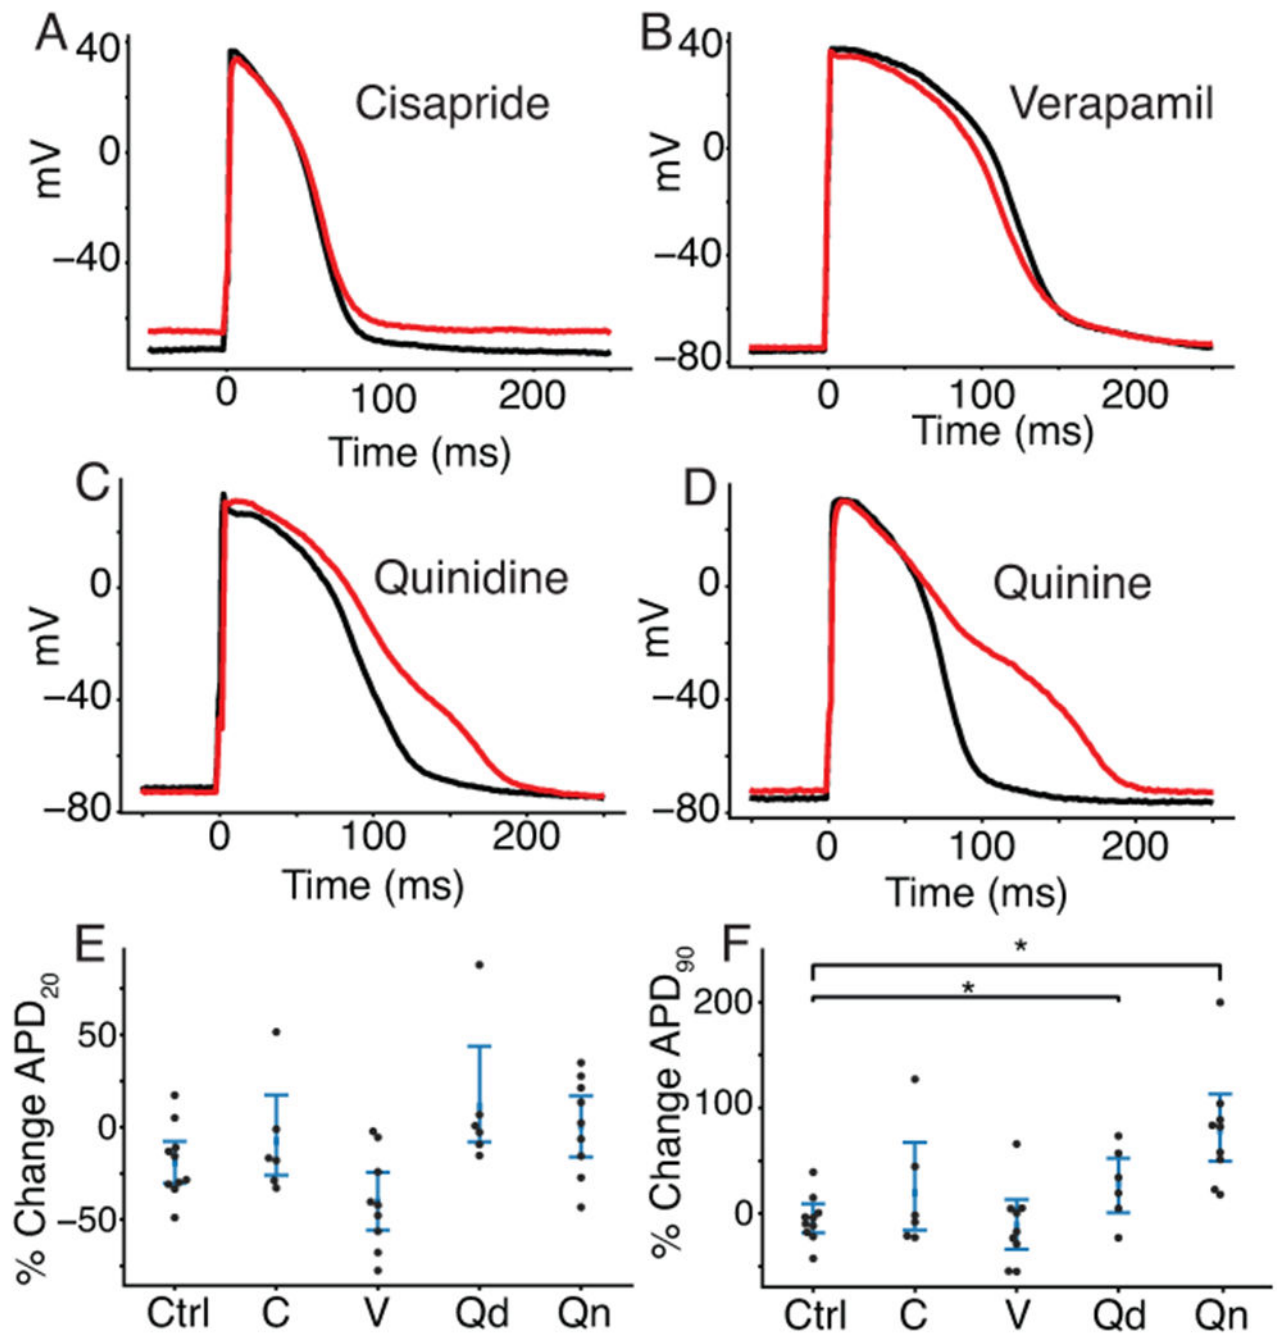 A
40
0
−40
mV
Cisapride
0 100 200
Time (ms)
B
40
0
−40
−80
mV
Verapamil
0 100 200
Time (ms)
C
0
−40
−80
mV
Quinidine
0 100 200
Time (ms)
D
0
−40
−80
mV
Quinine
0 100 200
Time (ms)
E
% Change APD20
50
0
−50
Ctrl C V Qd Qn
F
% Change APD90
200
100
0
*
*
Ctrl C V Qd Qn